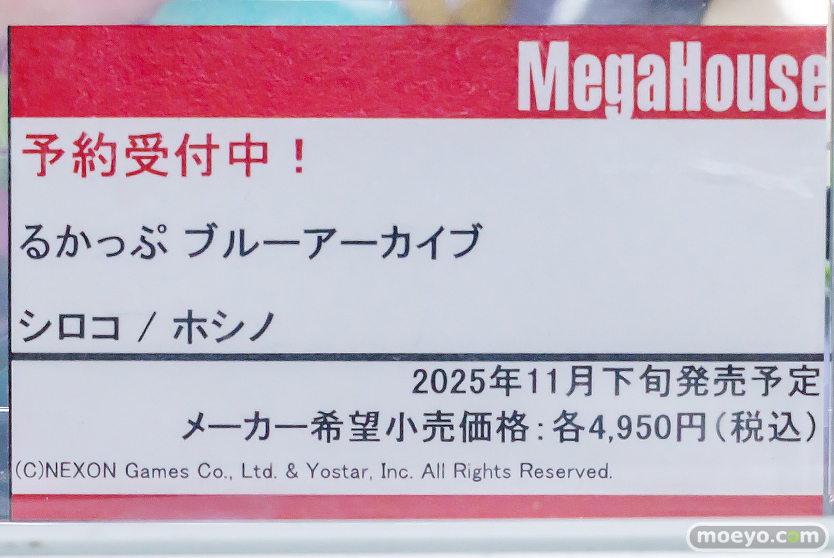 MegaHouse
予約受付中！
るかっぷ ブルーアーカイブ
シロコ / ホシノ
2025年11月下旬発売予定
メーカー希望小売価格:各4,950円(税込)
(C)NEXON Games Co., Ltd. & Yostar, Inc. All Rights Reserved.
moeyo.com